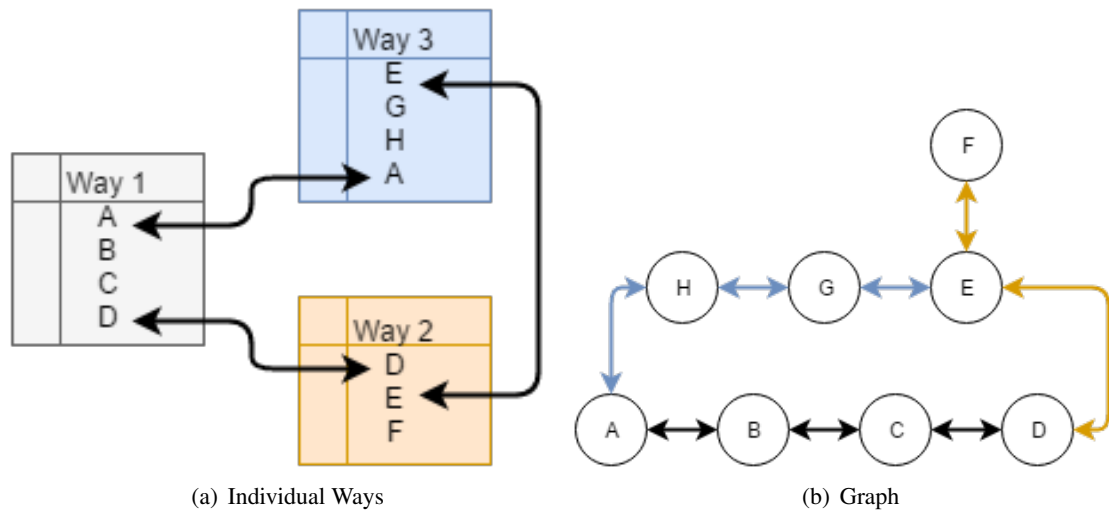 Way 3
E
G
H
A
Way 1
A
B
C
D
Way 2
D
E
F
(a) Individual Ways
F
H G E
A B C D
(b) Graph